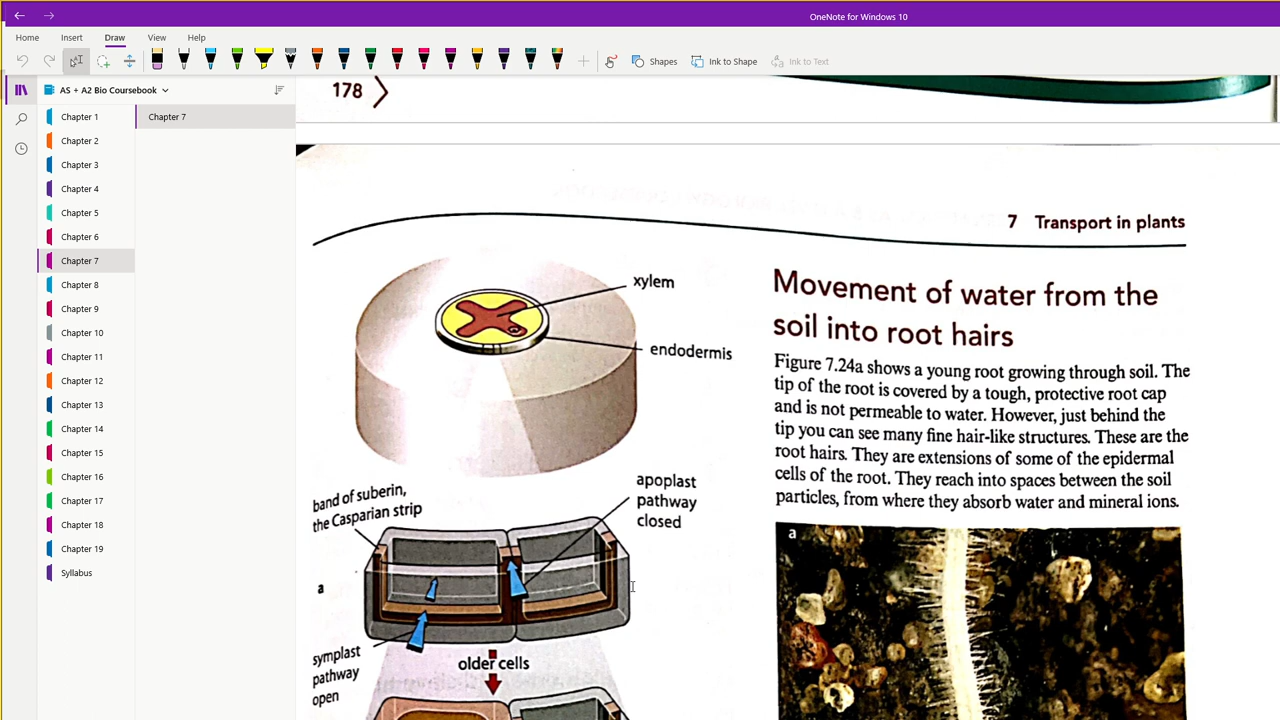 OneNote for Windows 10
Home
Insert
Draw
View
Help
Shapes
Ink to Shape
Ink to Text
AS + A2 Bio Coursebook
Chapter 1
Chapter 2
Chapter 3
Chapter 4
Chapter 5
Chapter 6
Chapter 7
Chapter 8
Chapter 9
Chapter 10
Chapter 11
Chapter 12
Chapter 13
Chapter 14
Chapter 15
Chapter 16
Chapter 17
Chapter 18
Chapter 19
Syllabus
Chapter 7
178
7 Transport in plants
xylem
endodermis
band of suberin,
the Casparian strip
apoplast
pathway
closed
a
symplast
pathway
open
older cells
Movement of water from the
soil into root hairs
Figure 7.24a shows a young root growing through soil. The
tip of the root is covered by a tough, protective root cap
and is not permeable to water. However, just behind the
tip you can see many fine hair-like structures. These are the
root hairs. They are extensions of some of the epidermal
cells of the root. They reach into spaces between the soil
particles, from where they absorb water and mineral ions.
a